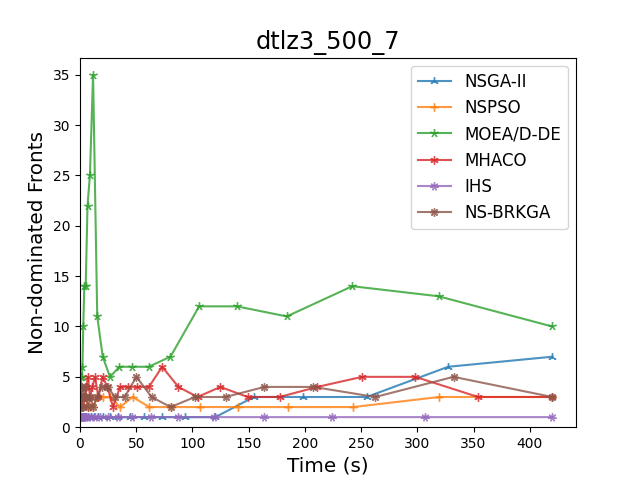 dtlz3_500_7
Non-dominated Fronts
35
30
25
20
15
10
5
0
0 50 100 150 200 250 300 350 400
Time (s)
NSGA-II
NSPSO
MOEA/D-DE
MHACO
IHS
NS-BRKGA